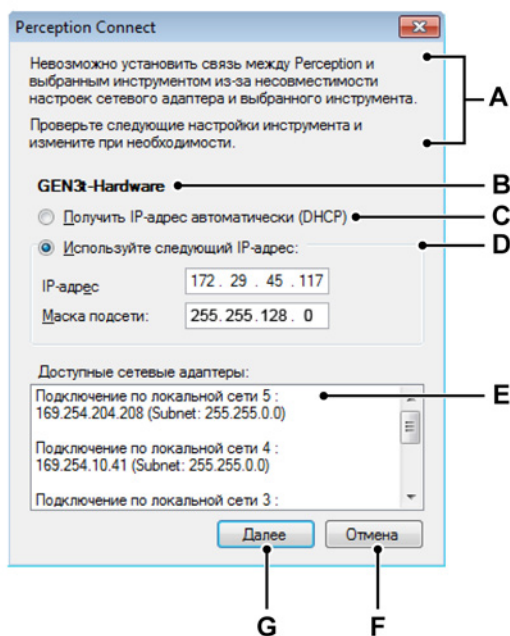 Perception Connect
Невозможно установить связь между Perception и
выбранным инструментом из-за несовместимости
настроек сетевого адаптера и выбранного инструмента.
Проверьте следующие настройки инструмента и
измените при необходимости.
A
GEN3t-Hardware
B
Получить IP-адрес автоматически (DHCP)
C
Используйте следующий IP-адрес:
D
IP-адрес
172 . 29 . 45 . 117
Маска подсети:
255.255.128 . 0
Доступные сетевые адаптеры:
Подключение по локальной сети 5 :
E
169.254.204.208 (Subnet: 255.255.0.0)
Подключение по локальной сети 4 :
169.254.10.41 (Subnet: 255.255.0.0)
Подключение по локальной сети 3 :
Далее
Отмена
G
F